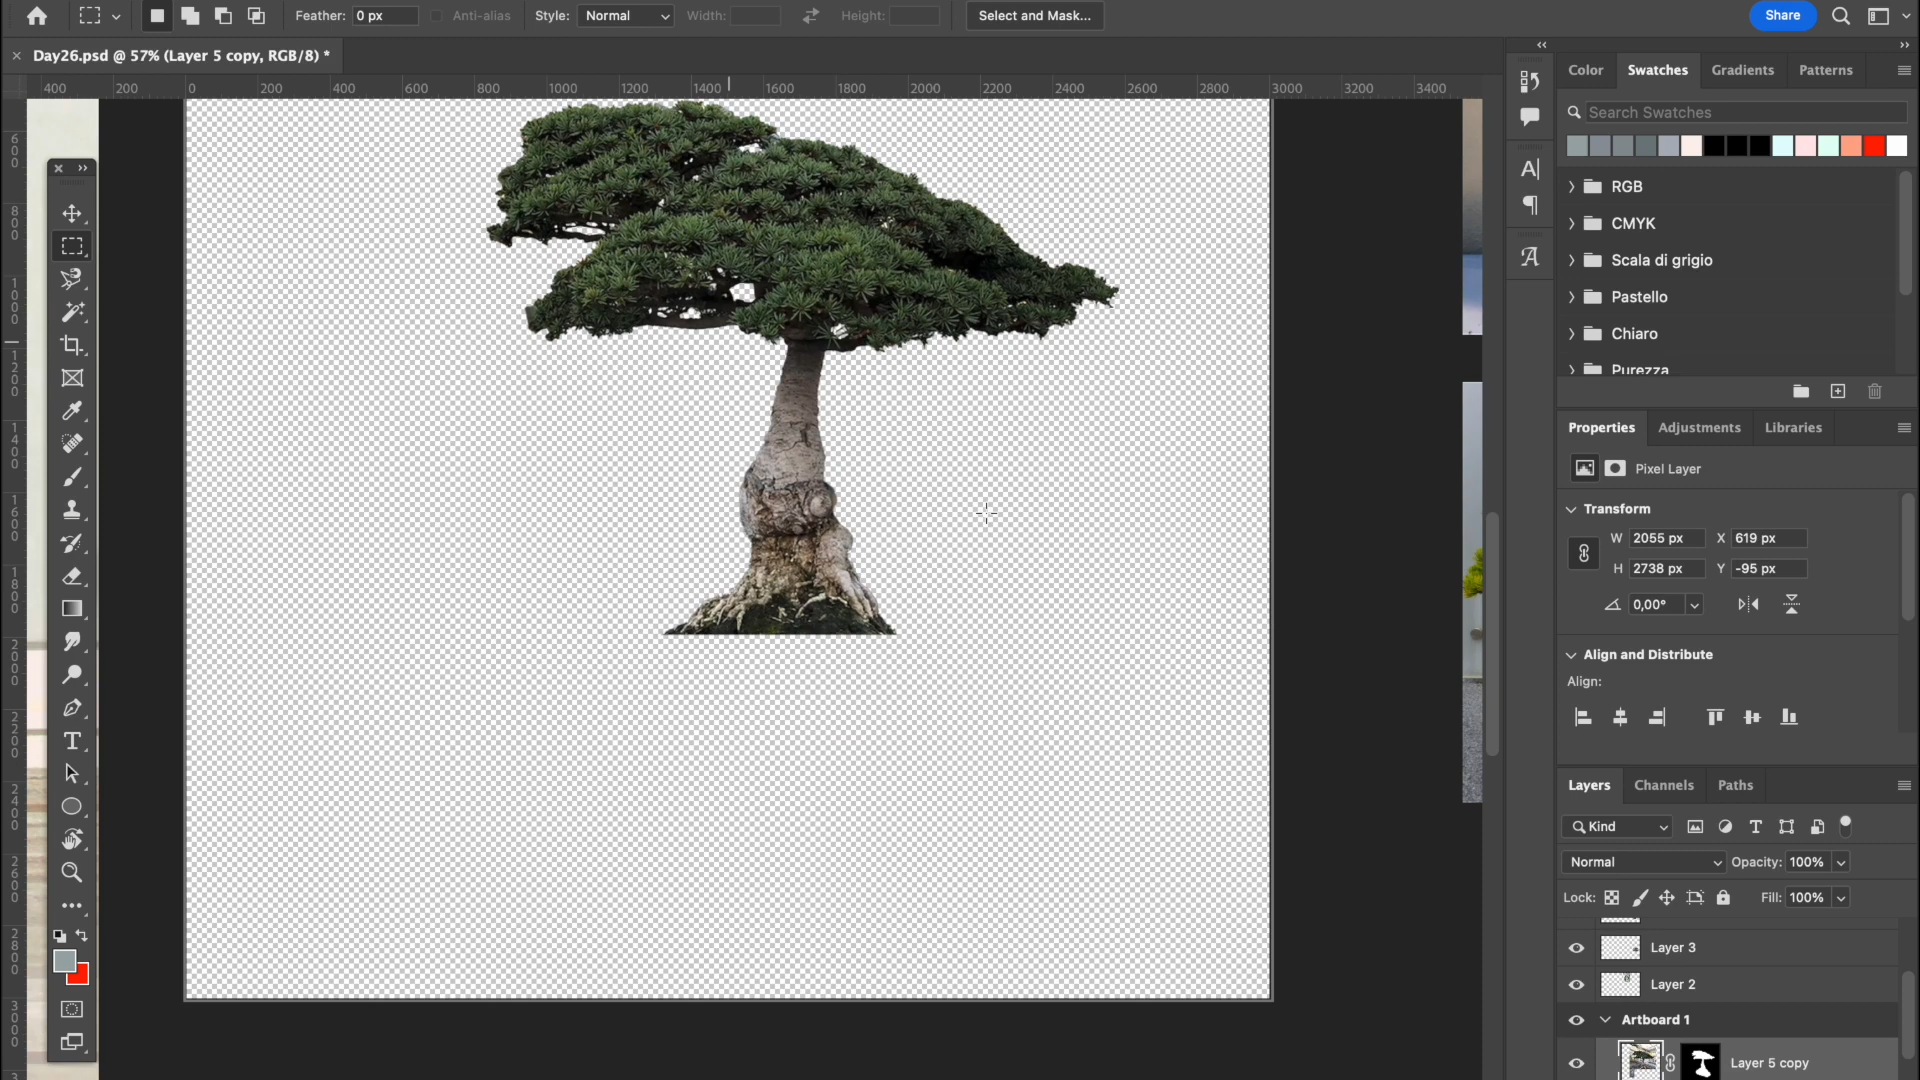 Feather: 0 px Anti-alias Style: Normal Width: Height: Select and Mask... Share
Day26.psd @ 57% (Layer 5 copy, RGB/8) *
400 200 0 200 400 600 800 1000 1200 1400 1600 1800 2000 2200 2400 2600 2800 3000 3200 3400
600
800
1000
1200
1400
1600
1800
2000
2200
2400
2600
2800
3000
Color Swatches Gradients Patterns
Search Swatches
RGB
CMYK
Scala di grigio
Pastello
Chiaro
Purezza
Properties Adjustments Libraries
Pixel Layer
Transform
W 2055 px X 619 px
H 2738 px Y -95 px
0,00°
Align and Distribute
Align:
Layers Channels Paths
Kind
Normal Opacity: 100%
Lock: Fill: 100%
Layer 3
Layer 2
Artboard 1
Layer 5 copy